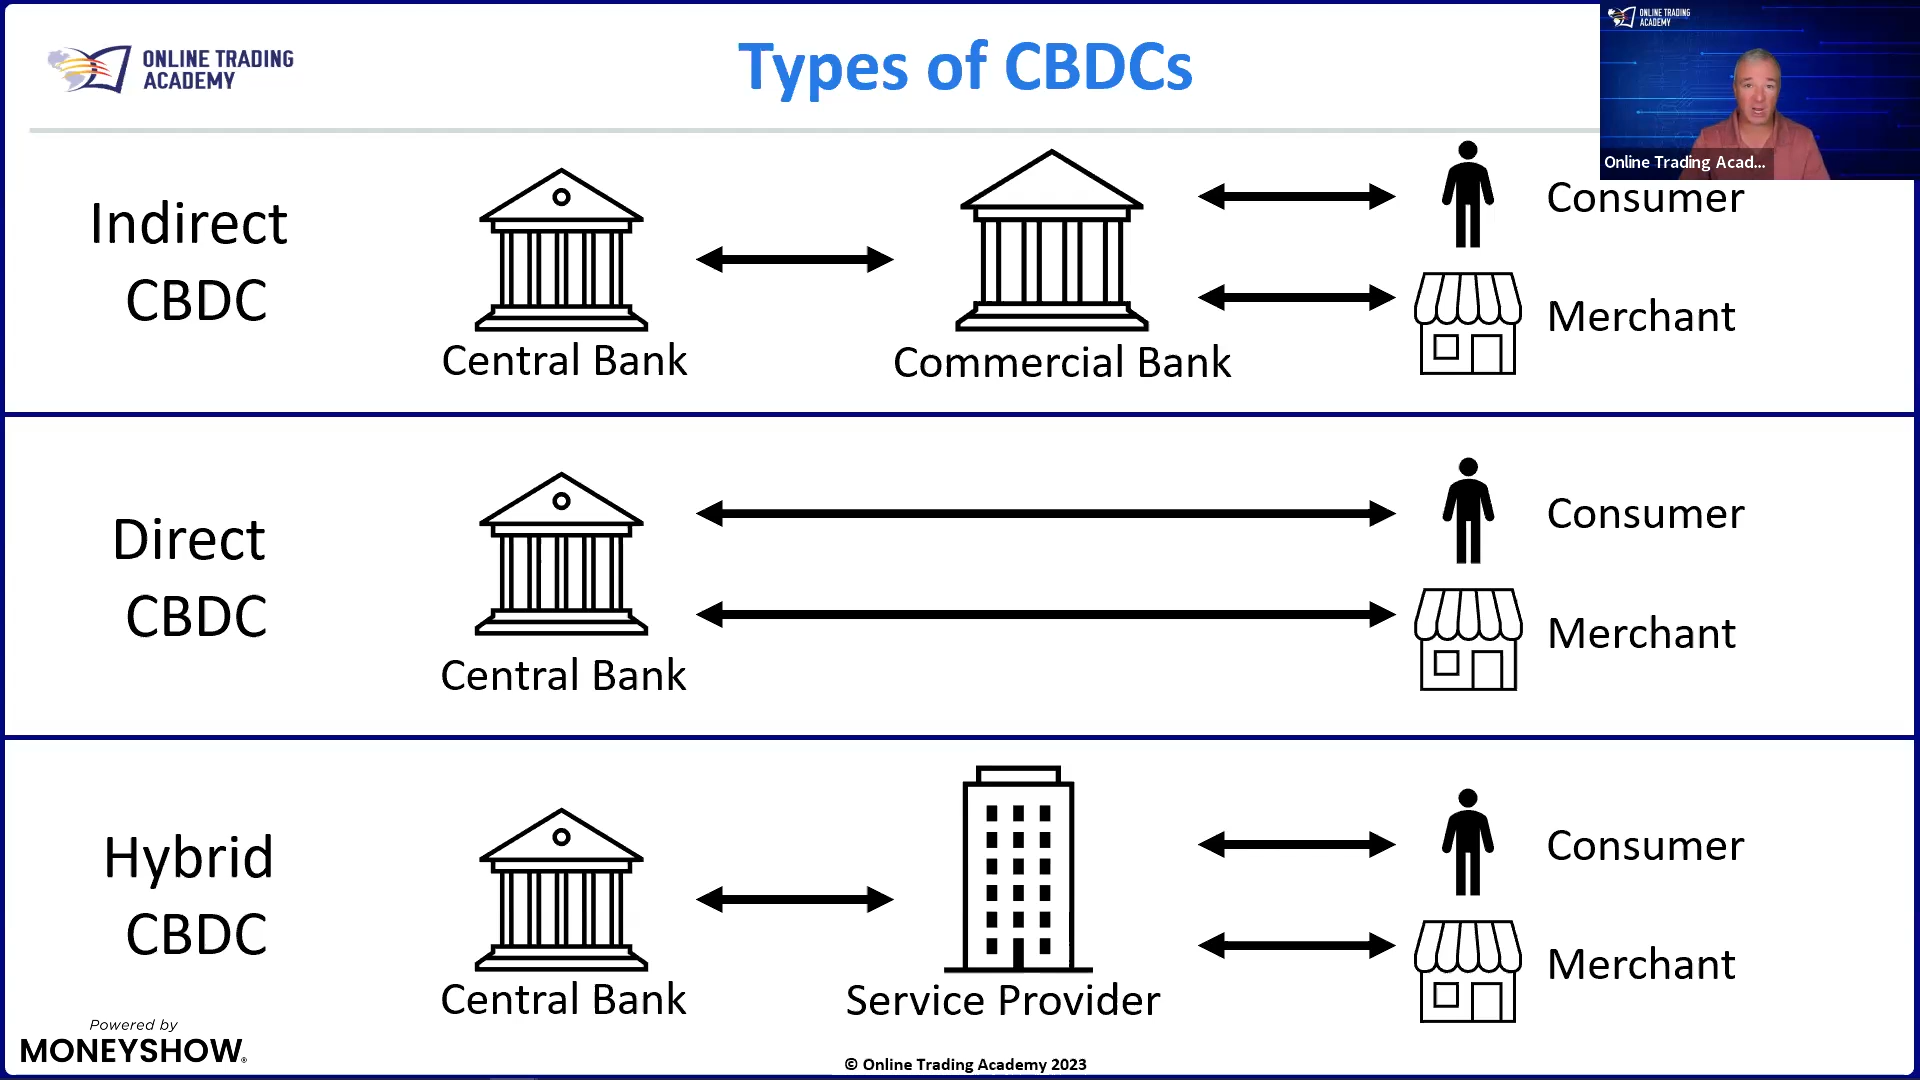 ONLINE TRADING
ACADEMY
Types of CBDCs
ONLINE TRADING
ACADEMY
Online Trading Acad...
Indirect
CBDC
Central Bank
Commercial Bank
Consumer
Merchant
Direct
CBDC
Central Bank
Consumer
Merchant
Hybrid
CBDC
Central Bank
Service Provider
Consumer
Merchant
Powered by
MONEYSHOW®
© Online Trading Academy 2023